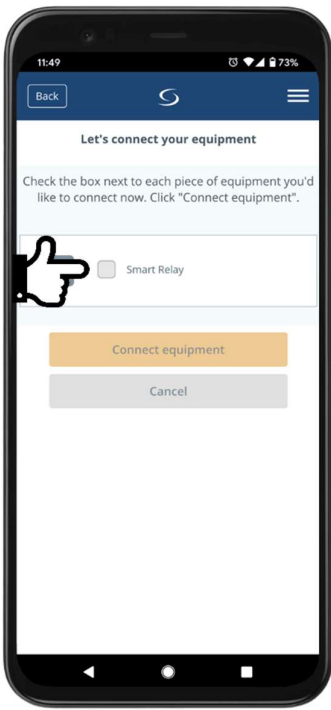 11:49
73%
Back
Let's connect your equipment
Check the box next to each piece of equipment you'd
like to connect now. Click "Connect equipment".
Smart Relay
Connect equipment
Cancel